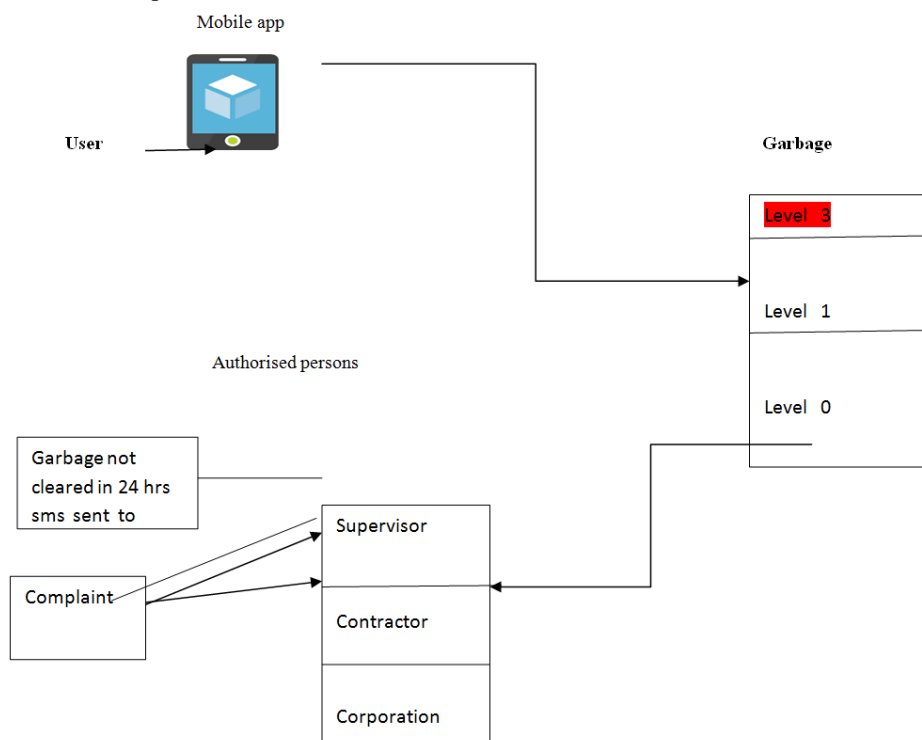 Mobile app
User
Garbage
Level 3
Level 1
Authorised persons
Level 0
Garbage not
cleared in 24 hrs
sms sent to
Supervisor
Complaint
Contractor
Corporation